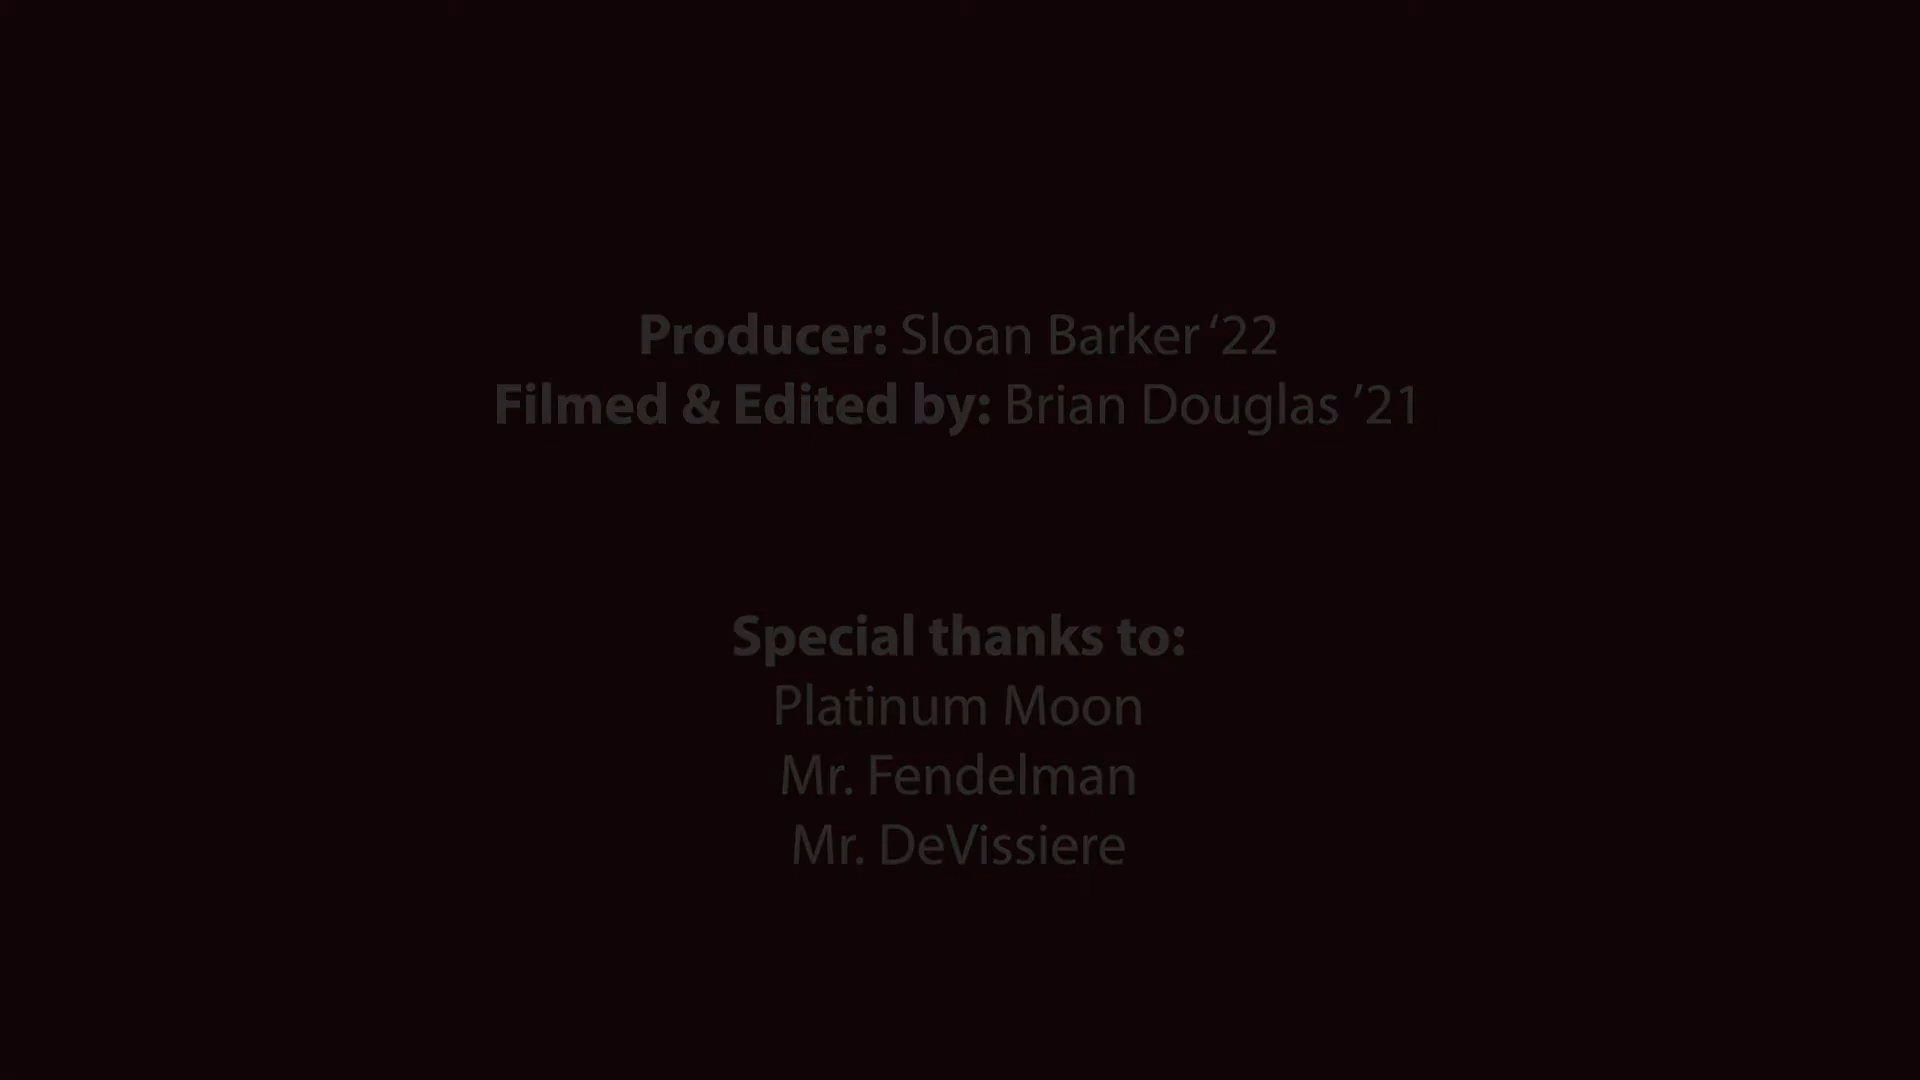 Producer: Sloan Barker ‘22
Filmed & Edited by: Brian Douglas ’21
Special thanks to:
Platinum Moon
Mr. Fendelman
Mr. DeVissiere